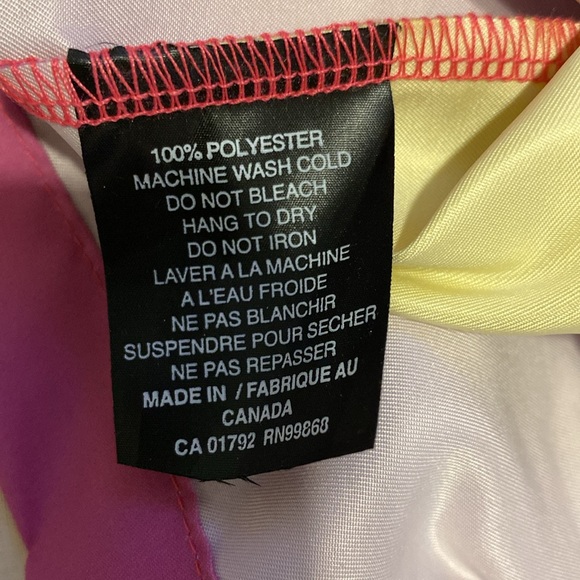 100% POLYESTER
MACHINE WASH COLD
DO NOT BLEACH
HANG TO DRY
DO NOT IRON
LAVER A LA MACHINE
A L'EAU FROIDE
NE PAS BLANCHIR
SUSPENDRE POUR SECHER
NE PAS REPASSER
MADE IN / FABRIQUE AU
CANADA
CA 01792 RN99868